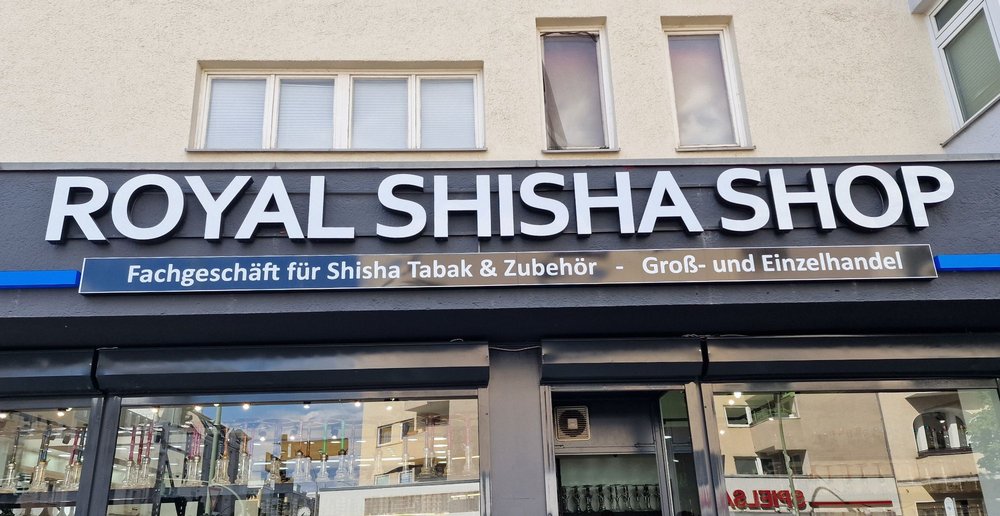 ROYAL SHISHA SHOP
Fachgeschäft für Shisha Tabak & Zubehör - Groß- und Einzelhandel